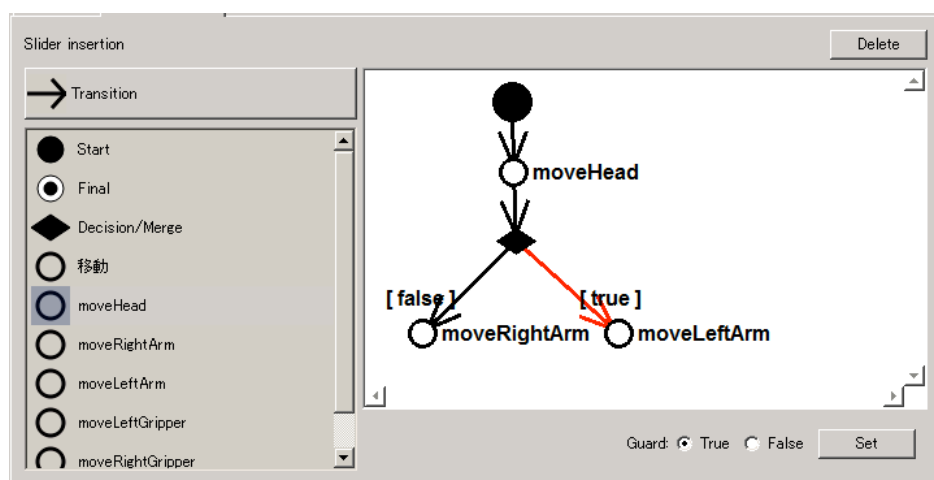 Slider insertion
Delete
Transition
Start
Final
Decision/Merge
移動
moveHead
moveRightArm
moveLeftArm
moveLeftGripper
moveRightGripper
moveHead
[ false ]
[ true ]
moveRightArm
moveLeftArm
Guard: True False
Set